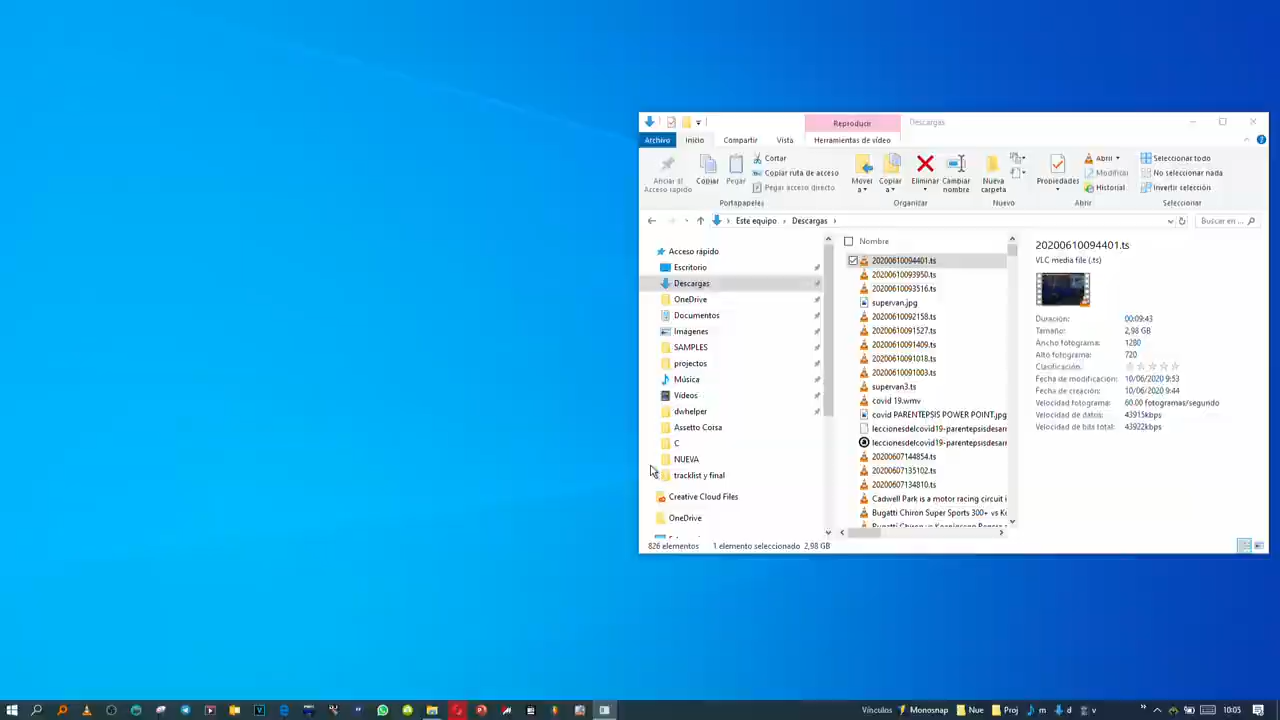 Reproducir
Descargas
Archivo
Inicio
Compartir
Vista
Herramientas de vídeo
Anclar al
Acceso rápido
Copiar
Pegar
Cortar
Copiar ruta de acceso
Pegar acceso directo
Portapapeles
Mover
a
Copiar
a
Eliminar
Cambiar
nombre
Organizar
Nueva
carpeta
Nuevo
Propiedades
Abrir
Modificar
Historial
Abrir
Seleccionar todo
No seleccionar nada
Invertir selección
Seleccionar
Este equipo
Descargas
Buscar en ...
Acceso rápido
Escritorio
Descargas
OneDrive
Documentos
Imágenes
SAMPLES
projectos
Música
Vídeos
dwhelper
Assetto Corsa
C
NUEVA
tracklist y final
Creative Cloud Files
OneDrive
Nombre
20200610094401.ts
20200610093950.ts
20200610093516.ts
supervan.jpg
20200610092158.ts
20200610091527.ts
20200610091409.ts
20200610091018.ts
20200610091003.ts
supervan3.ts
covid 19.wmv
covid PARENTEPSIS POWER POINT.jpg
leccionesdelcovid19-parentepsisdesarr
leccionesdelcovid19-parentepsisdesarr
20200607144854.ts
20200607135102.ts
20200607134810.ts
Cadwell Park is a motor racing circuit i
Bugatti Chiron Super Sports 300+ vs Ko
20200610094401.ts
VLC media file (.ts)
Duración: 00:09:43
Tamaño: 2,98 GB
Ancho fotograma: 1280
Alto fotograma: 720
Clasificación:
Fecha de modificación: 10/06/2020 9:53
Fecha de creación: 10/06/2020 9:44
Velocidad fotograma: 60.00 fotogramas/segundo
Velocidad de datos: 43915kbps
Velocidad de bits total: 43922kbps
826 elementos
1 elemento seleccionado 2,98 GB
Vínculos
Monosnap
Nue
Proj
m
d
v
10:05